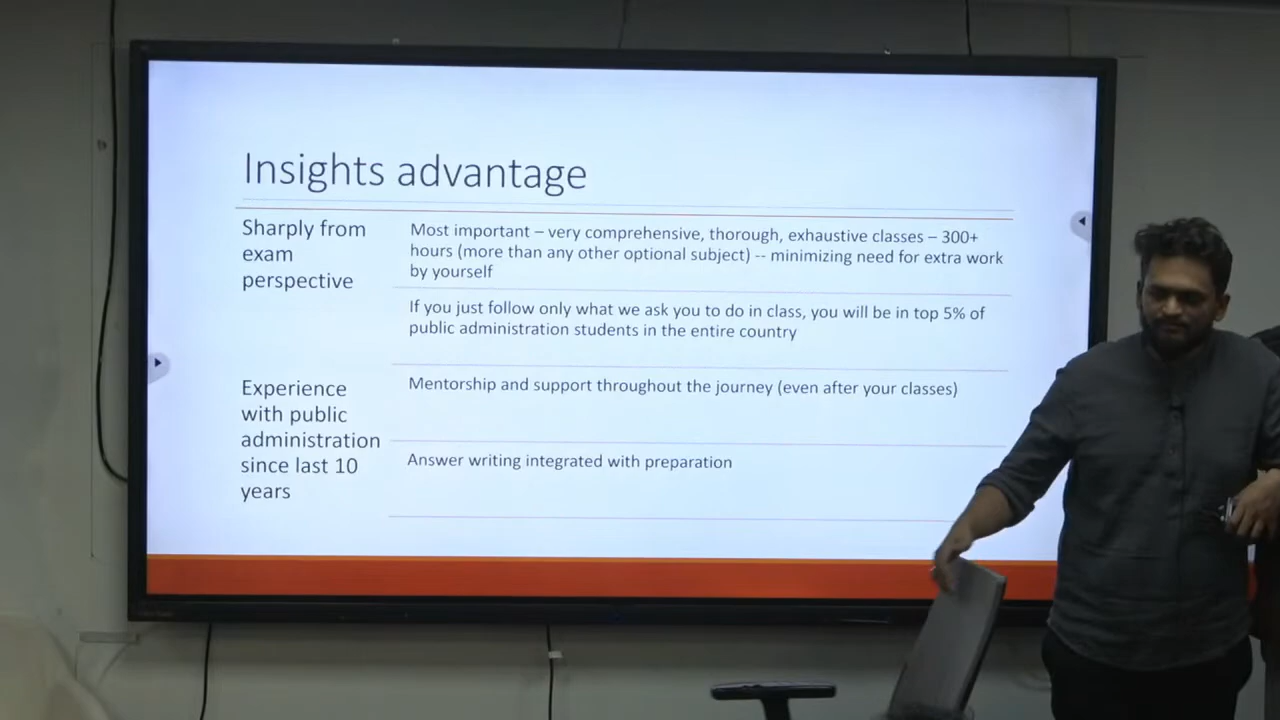 Insights advantage
Sharply from
exam
perspective
Most important – very comprehensive, thorough, exhaustive classes – 300+
hours (more than any other optional subject) -- minimizing need for extra work
by yourself
If you just follow only what we ask you to do in class, you will be in top 5% of
public administration students in the entire country
Experience
with public
administration
since last 10
years
Mentorship and support throughout the journey (even after your classes)
Answer writing integrated with preparation